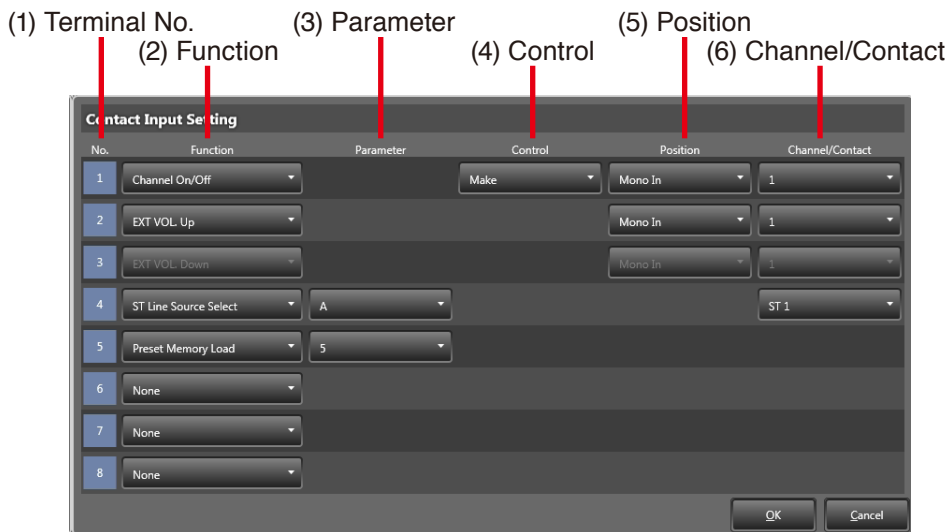 (1) Terminal No. (3) Parameter (5) Position
(2) Function (4) Control (6) Channel/Contact
Contact Input Setting
No. Function Parameter Control Position Channel/Contact
1 Channel On/Off Make Mono In 1
2 EXT VOL. Up Mono In 1
3 EXT VOL. Down Mono In 1
4 ST Line Source Select A ST 1
5 Preset Memory Load 5
6 None
7 None
8 None
OK Cancel